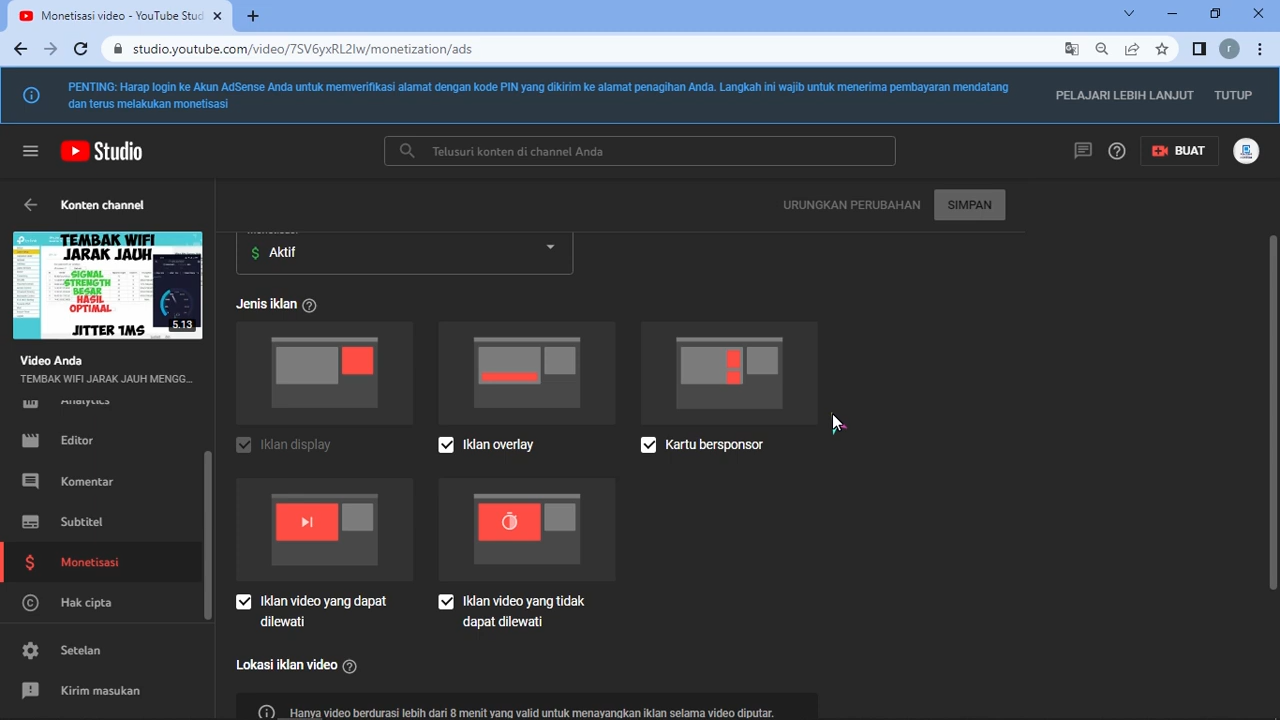 Monetisasi video - YouTube Stud
studio.youtube.com/video/7SV6yxRL2Iw/monetization/ads
r
PENTING: Harap login ke Akun AdSense Anda untuk memverifikasi alamat dengan kode PIN yang dikirim ke alamat penagihan Anda. Langkah ini wajib untuk menerima pembayaran mendatang
dan terus melakukan monetisasi
PELAJARI LEBIH LANJUT
TUTUP
Studio
Telusuri konten di channel Anda
BUAT
Konten channel
URUNGKAN PERUBAHAN
SIMPAN
TEMBAK WIFI
JARAK JAUH
SIGNAL
STRENGTH
BESAR
HASIL
OPTIMAL
JITTER 1MS
5.13
Video Anda
TEMBAK WIFI JARAK JAUH MENGG...
Analytics
Editor
Komentar
Subtitel
Monetisasi
Hak cipta
Setelan
Kirim masukan
$ Aktif
Jenis iklan
Iklan display
Iklan overlay
Kartu bersponsor
Iklan video yang dapat
dilewati
Iklan video yang tidak
dapat dilewati
Lokasi iklan video
Hanya video berdurasi lebih dari 8 menit yang valid untuk menayangkan iklan selama video diputar.